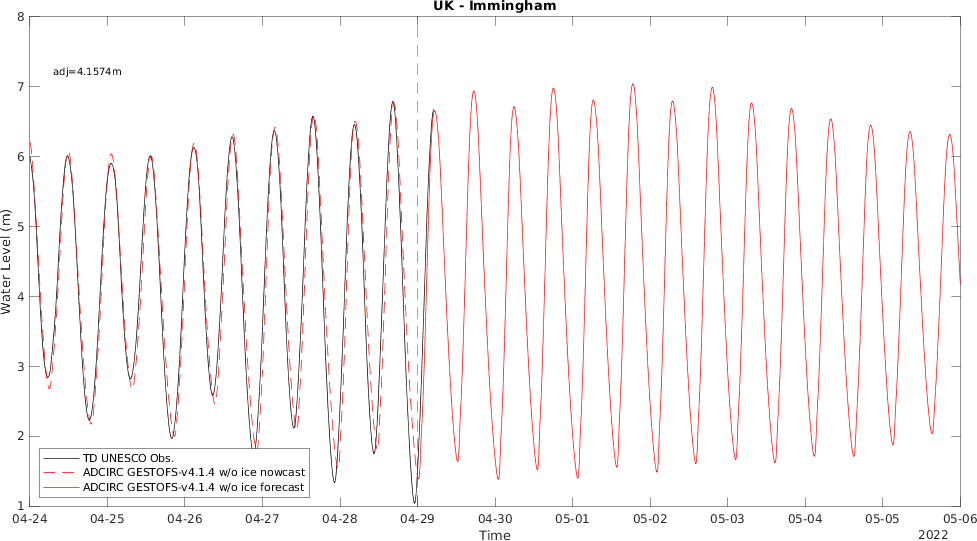 UK - Immingham
8
7
6
5
4
3
2
1
Water Level (m)
adj=4.1574m
TD UNESCO Obs.
ADCIRC GESTOFS-v4.1.4 w/o ice nowcast
ADCIRC GESTOFS-v4.1.4 w/o ice forecast
04-24 04-25 04-26 04-27 04-28 04-29 04-30 05-01 05-02 05-03 05-04 05-05 05-06
Time
2022